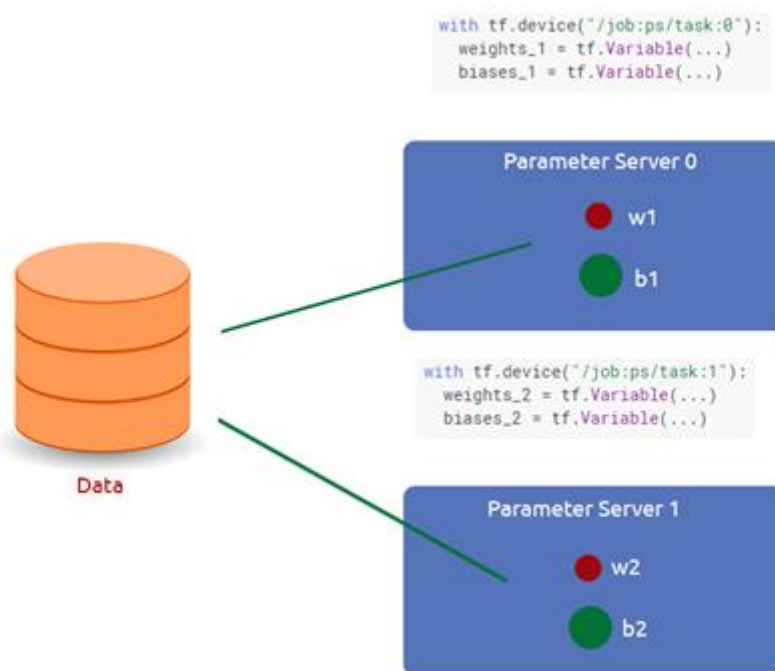 with tf.device("/job:ps/task:0"):
weights_1 = tf.Variable(...)
biases_1 = tf.Variable(...)
Parameter Server 0
w1
b1
with tf.device("/job:ps/task:1"):
weights_2 = tf.Variable(...)
biases_2 = tf.Variable(...)
Data
Parameter Server 1
w2
b2